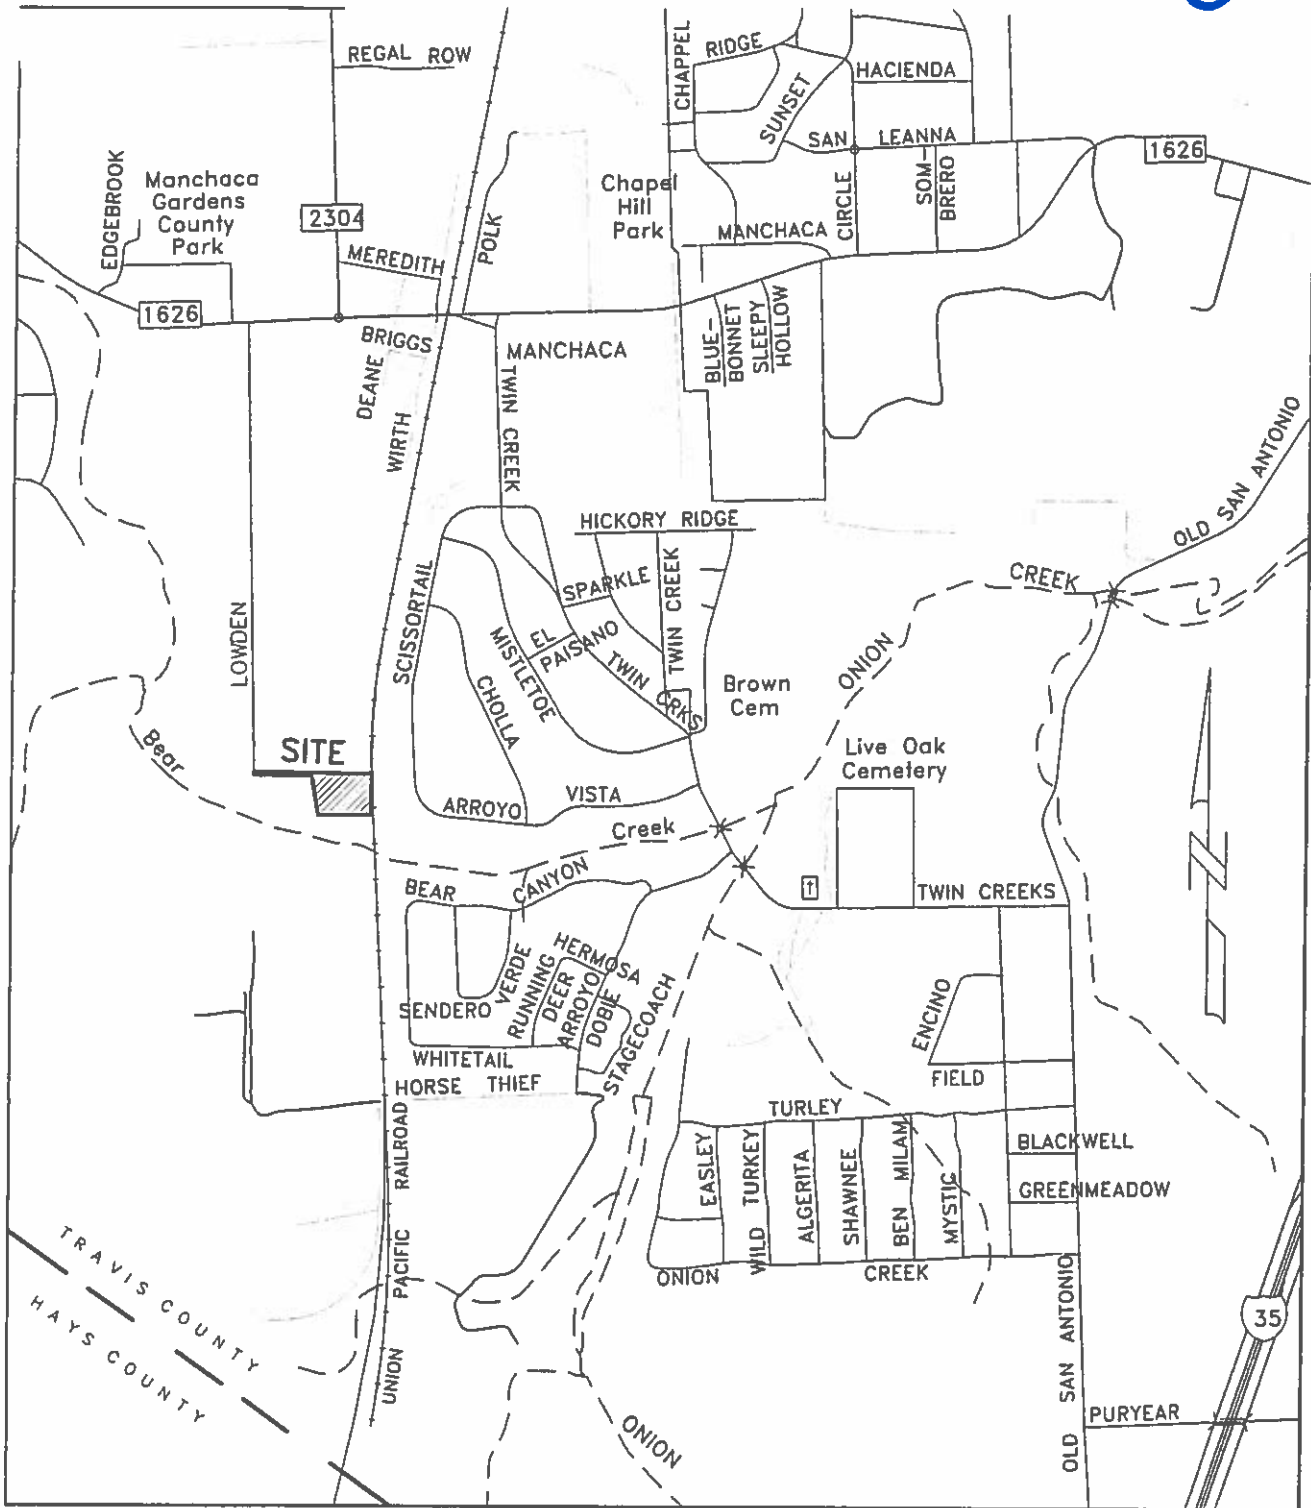 REGAL ROW
CHAPPEL
RIDGE
HACIENDA
SUNSET
SAN LEANNA
1626
EDGEBROOK
Manchaca
Gardens
County
Park
2304
POLK
Chapel
Hill
Park
CIRCLE
SOM-
BRERO
MANCHACA
MEREDITH
1626
BRIGGS
DEANE
WIRTH
MANCHACA
TWIN CREEK
BLUE-
BONNET
SLEEPY
HOLLOW
OLD SAN ANTONIO
HICKORY RIDGE
SCISSORTAIL
SPARKLE
TWIN CREEK
CREEK
LOWDEN
EL
PAISANO
MISTLETOE
TWIN CRKS
ONION
CHOLLA
Brown
Cem
Bear
SITE
Live Oak
Cemetery
ARROYO VISTA
Creek
BEAR CANYON
TWIN CREEKS
VERDE
HERMOSA
RUNNING
DEER
ARROYO
DOBIE
SENDERO
STAGECOACH
ENCINO
WHITETAIL
FIELD
HORSE THIEF
TURLEY
RAILROAD
EASLEY
WILD TURKEY
ALGERITA
SHAWNEE
BEN MILAM
MYSTIC
BLACKWELL
GREENMEADOW
TRAVIS COUNTY
HAYS COUNTY
PACIFIC
ONION CREEK
UNION
OLD SAN ANTONIO
35
PURYEAR
ONION
N